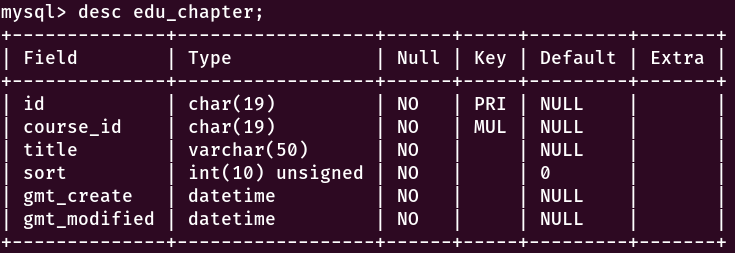 mysql> desc edu_chapter;
+--------------+------------------+------+-----+---------+-------+
| Field        | Type             | Null | Key | Default | Extra |
+--------------+------------------+------+-----+---------+-------+
| id           | char(19)         | NO   | PRI | NULL    |       |
| course_id    | char(19)         | NO   | MUL | NULL    |       |
| title        | varchar(50)      | NO   |     | NULL    |       |
| sort         | int(10) unsigned | NO   |     | 0       |       |
| gmt_create   | datetime         | NO   |     | NULL    |       |
| gmt_modified | datetime         | NO   |     | NULL    |       |
+--------------+------------------+------+-----+---------+-------+